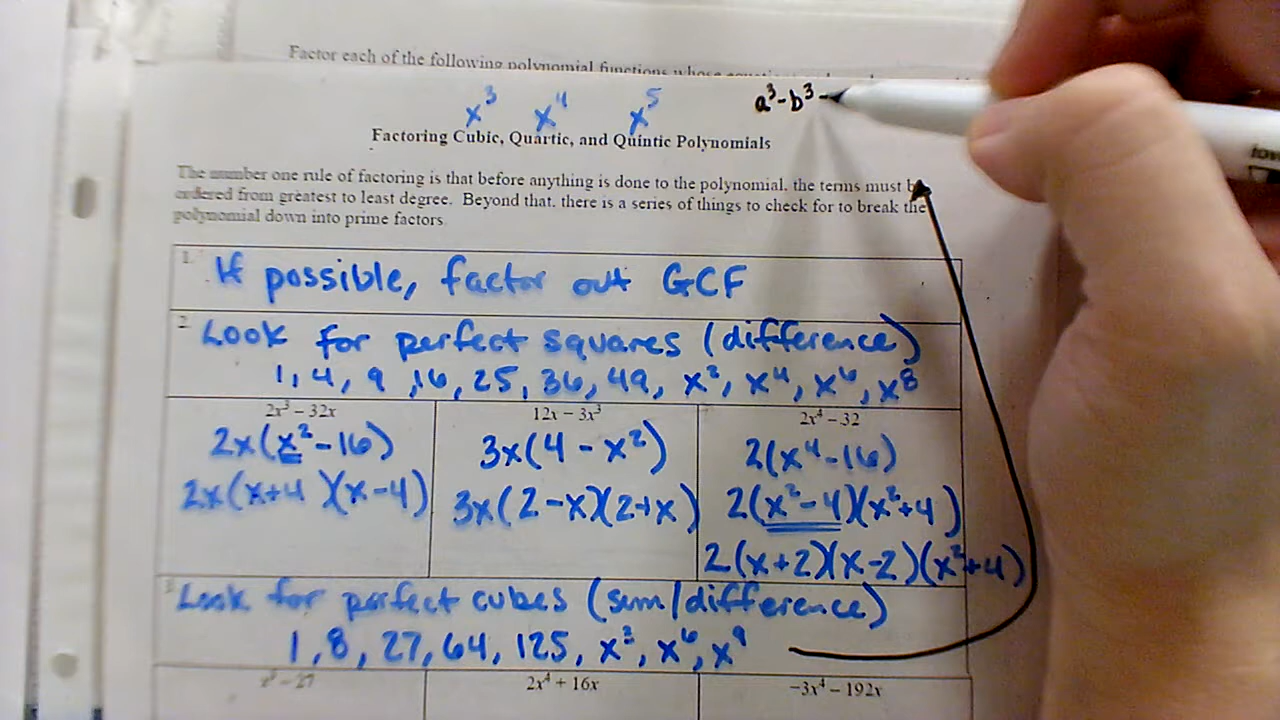 Factor each of the following polynomial functions whose
x³ x⁴ x⁵ a³-b³ -
Factoring Cubic, Quartic, and Quintic Polynomials
The number one rule of factoring is that before anything is done to the polynomial, the terms must
ordered from greatest to least degree. Beyond that, there is a series of things to check for to break the
polynomial down into prime factors
1. If possible, factor out GCF
2. Look for perfect squares (difference)
1, 4, 9, 16, 25, 36, 49, x², x⁴, x⁶, x⁸
2x³ – 32x 12x – 3x³ 2x⁴ – 32
2x(x²-16) 3x(4-x²) 2(x⁴-16)
2x(x+4)(x-4) 3x(2-x)(2+x) 2(x²-4)(x²+4)
2(x+2)(x-2)(x²+4)
3. Look for perfect cubes (sum/difference)
1, 8, 27, 64, 125, x³, x⁶, x⁹
– 27 2x⁴ + 16x –3x⁴ – 192x